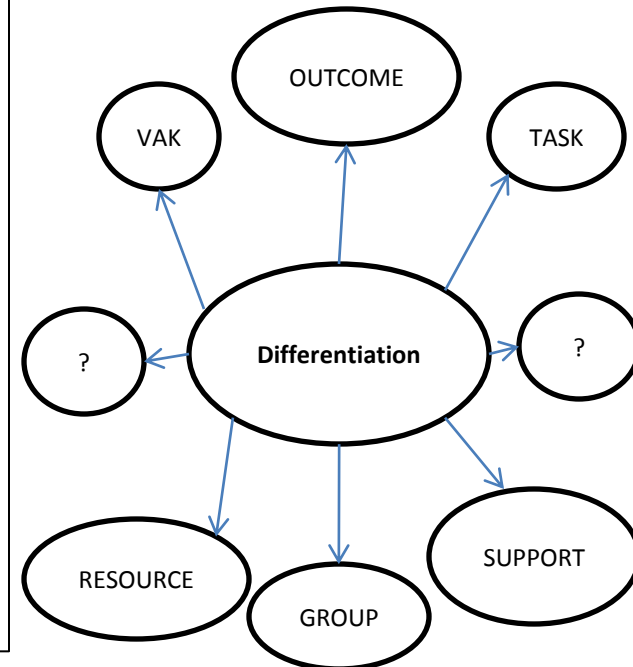 OUTCOME
VAK
TASK
Differentiation
?
?
RESOURCE
SUPPORT
GROUP